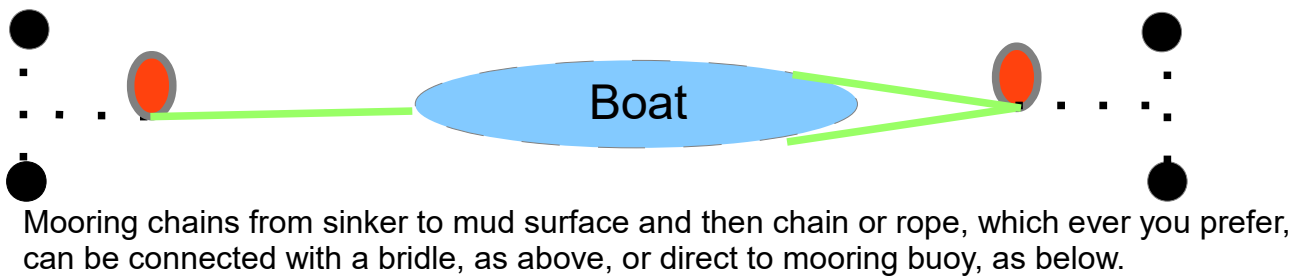 Boat
Mooring chains from sinker to mud surface and then chain or rope, which ever you prefer,
can be connected with a bridle, as above, or direct to mooring buoy, as below.